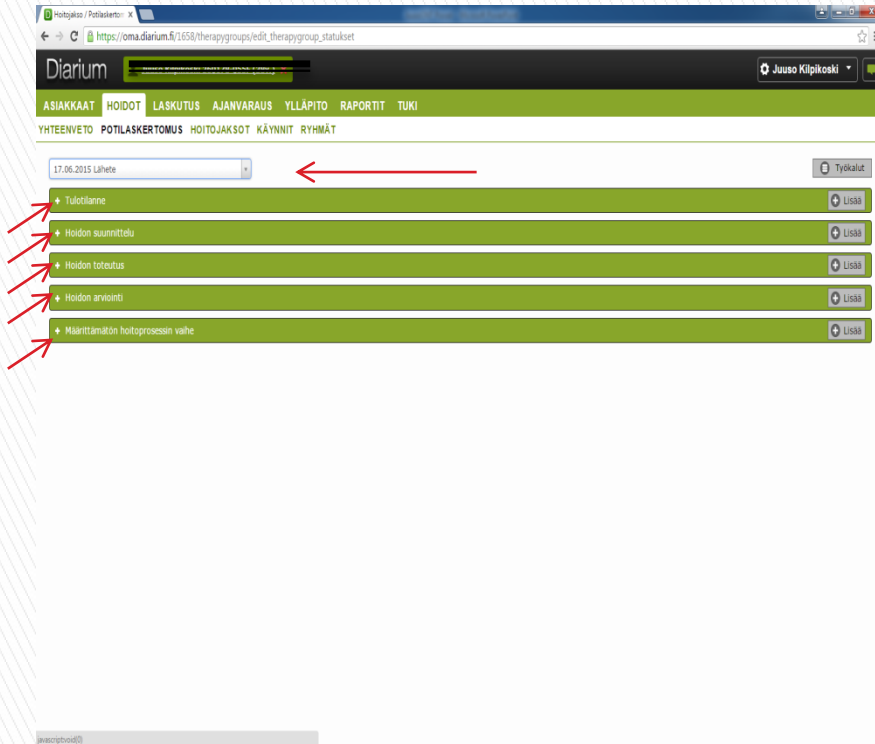 Hoitojakso / Potilaskertom x
https://oma.diarium.fi/1658/therapygroups/edit_therapygroup_statukset
Diarium
Juuso Kilpikoski
ASIAKKAAT HOIDOT LASKUTUS AJANVARAUS YLLÄPITO RAPORTIT TUKI
YHTEENVETO POTILASKERTOMUS HOITOJAKSOT KÄYNNIT RYHMÄT
17.06.2015 Lähete Työkalut
+ Tulotilanne Lisää
+ Hoidon suunnittelu Lisää
+ Hoidon toteutus Lisää
+ Hoidon arviointi Lisää
+ Määrittämätön hoitoprosessin vaihe Lisää
javascript:void(0)